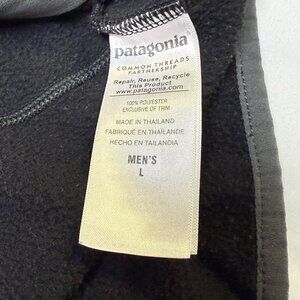 patagonia
COMMON THREADS
PARTNERSHIP
Repair, Reuse, Recycle
This Product
www.patagonia.com
100% POLYESTER
EXCLUSIVE OF TRIM
MADE IN THAILAND
FABRIQUÉ EN THAÏLANDE
HECHO EN TAILANDIA
MEN'S
L